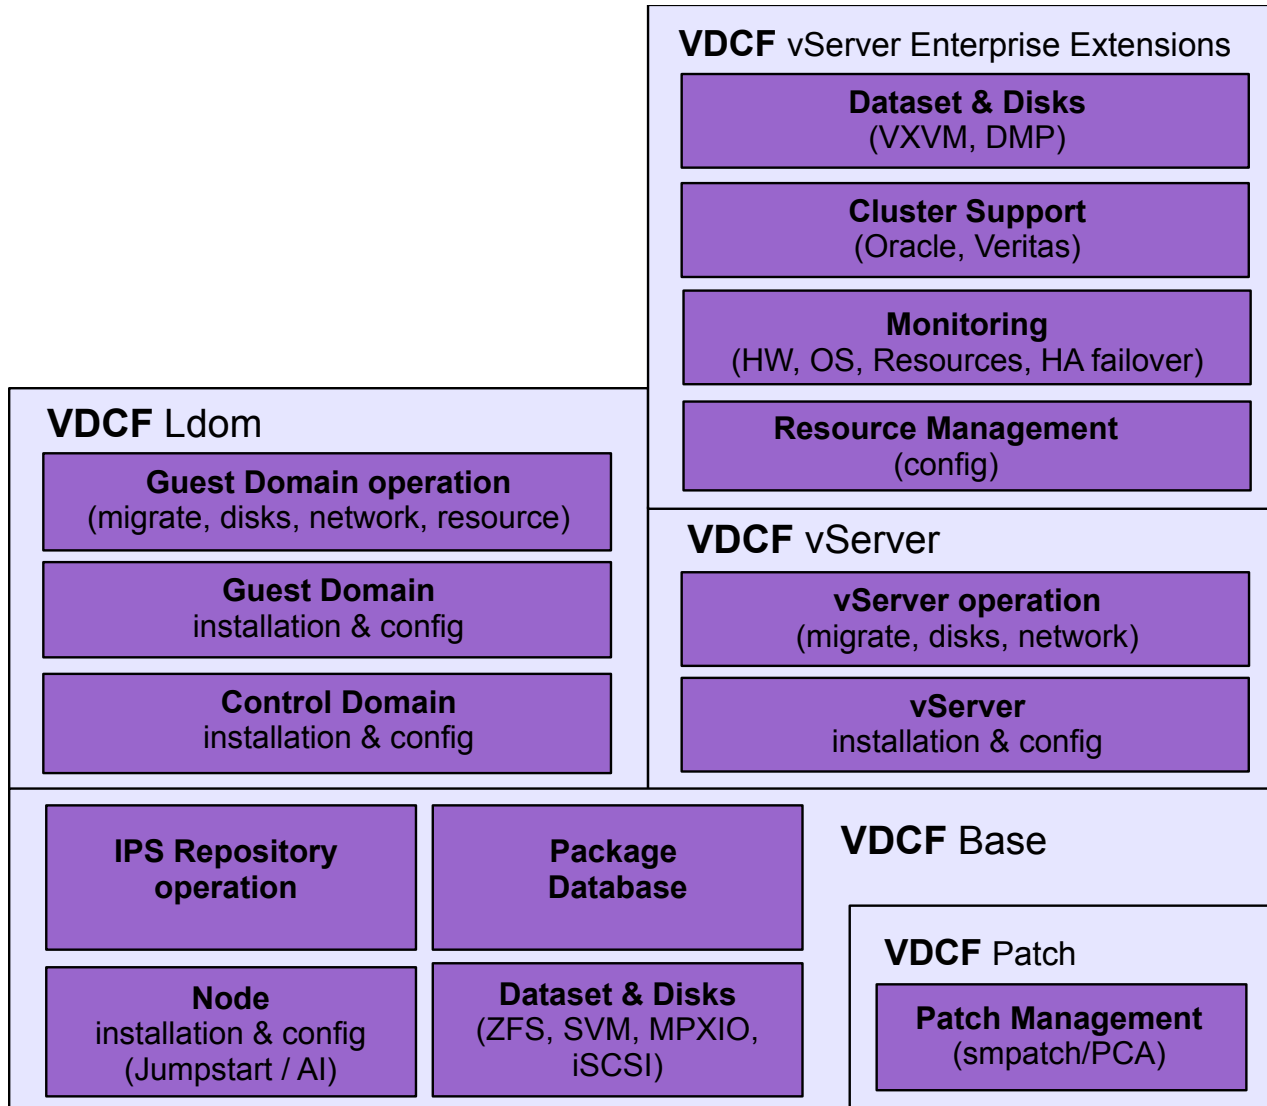 VDCF vServer Enterprise Extensions
Dataset & Disks
(VXVM, DMP)
Cluster Support
(Oracle, Veritas)
Monitoring
(HW, OS, Resources, HA failover)
Resource Management
(config)
VDCF Ldom
Guest Domain operation
(migrate, disks, network, resource)
Guest Domain
installation & config
Control Domain
installation & config
VDCF vServer
vServer operation
(migrate, disks, network)
vServer
installation & config
VDCF Base
IPS Repository
operation
Package
Database
Node
installation & config
(Jumpstart / AI)
Dataset & Disks
(ZFS, SVM, MPXIO,
iSCSI)
VDCF Patch
Patch Management
(smpatch/PCA)